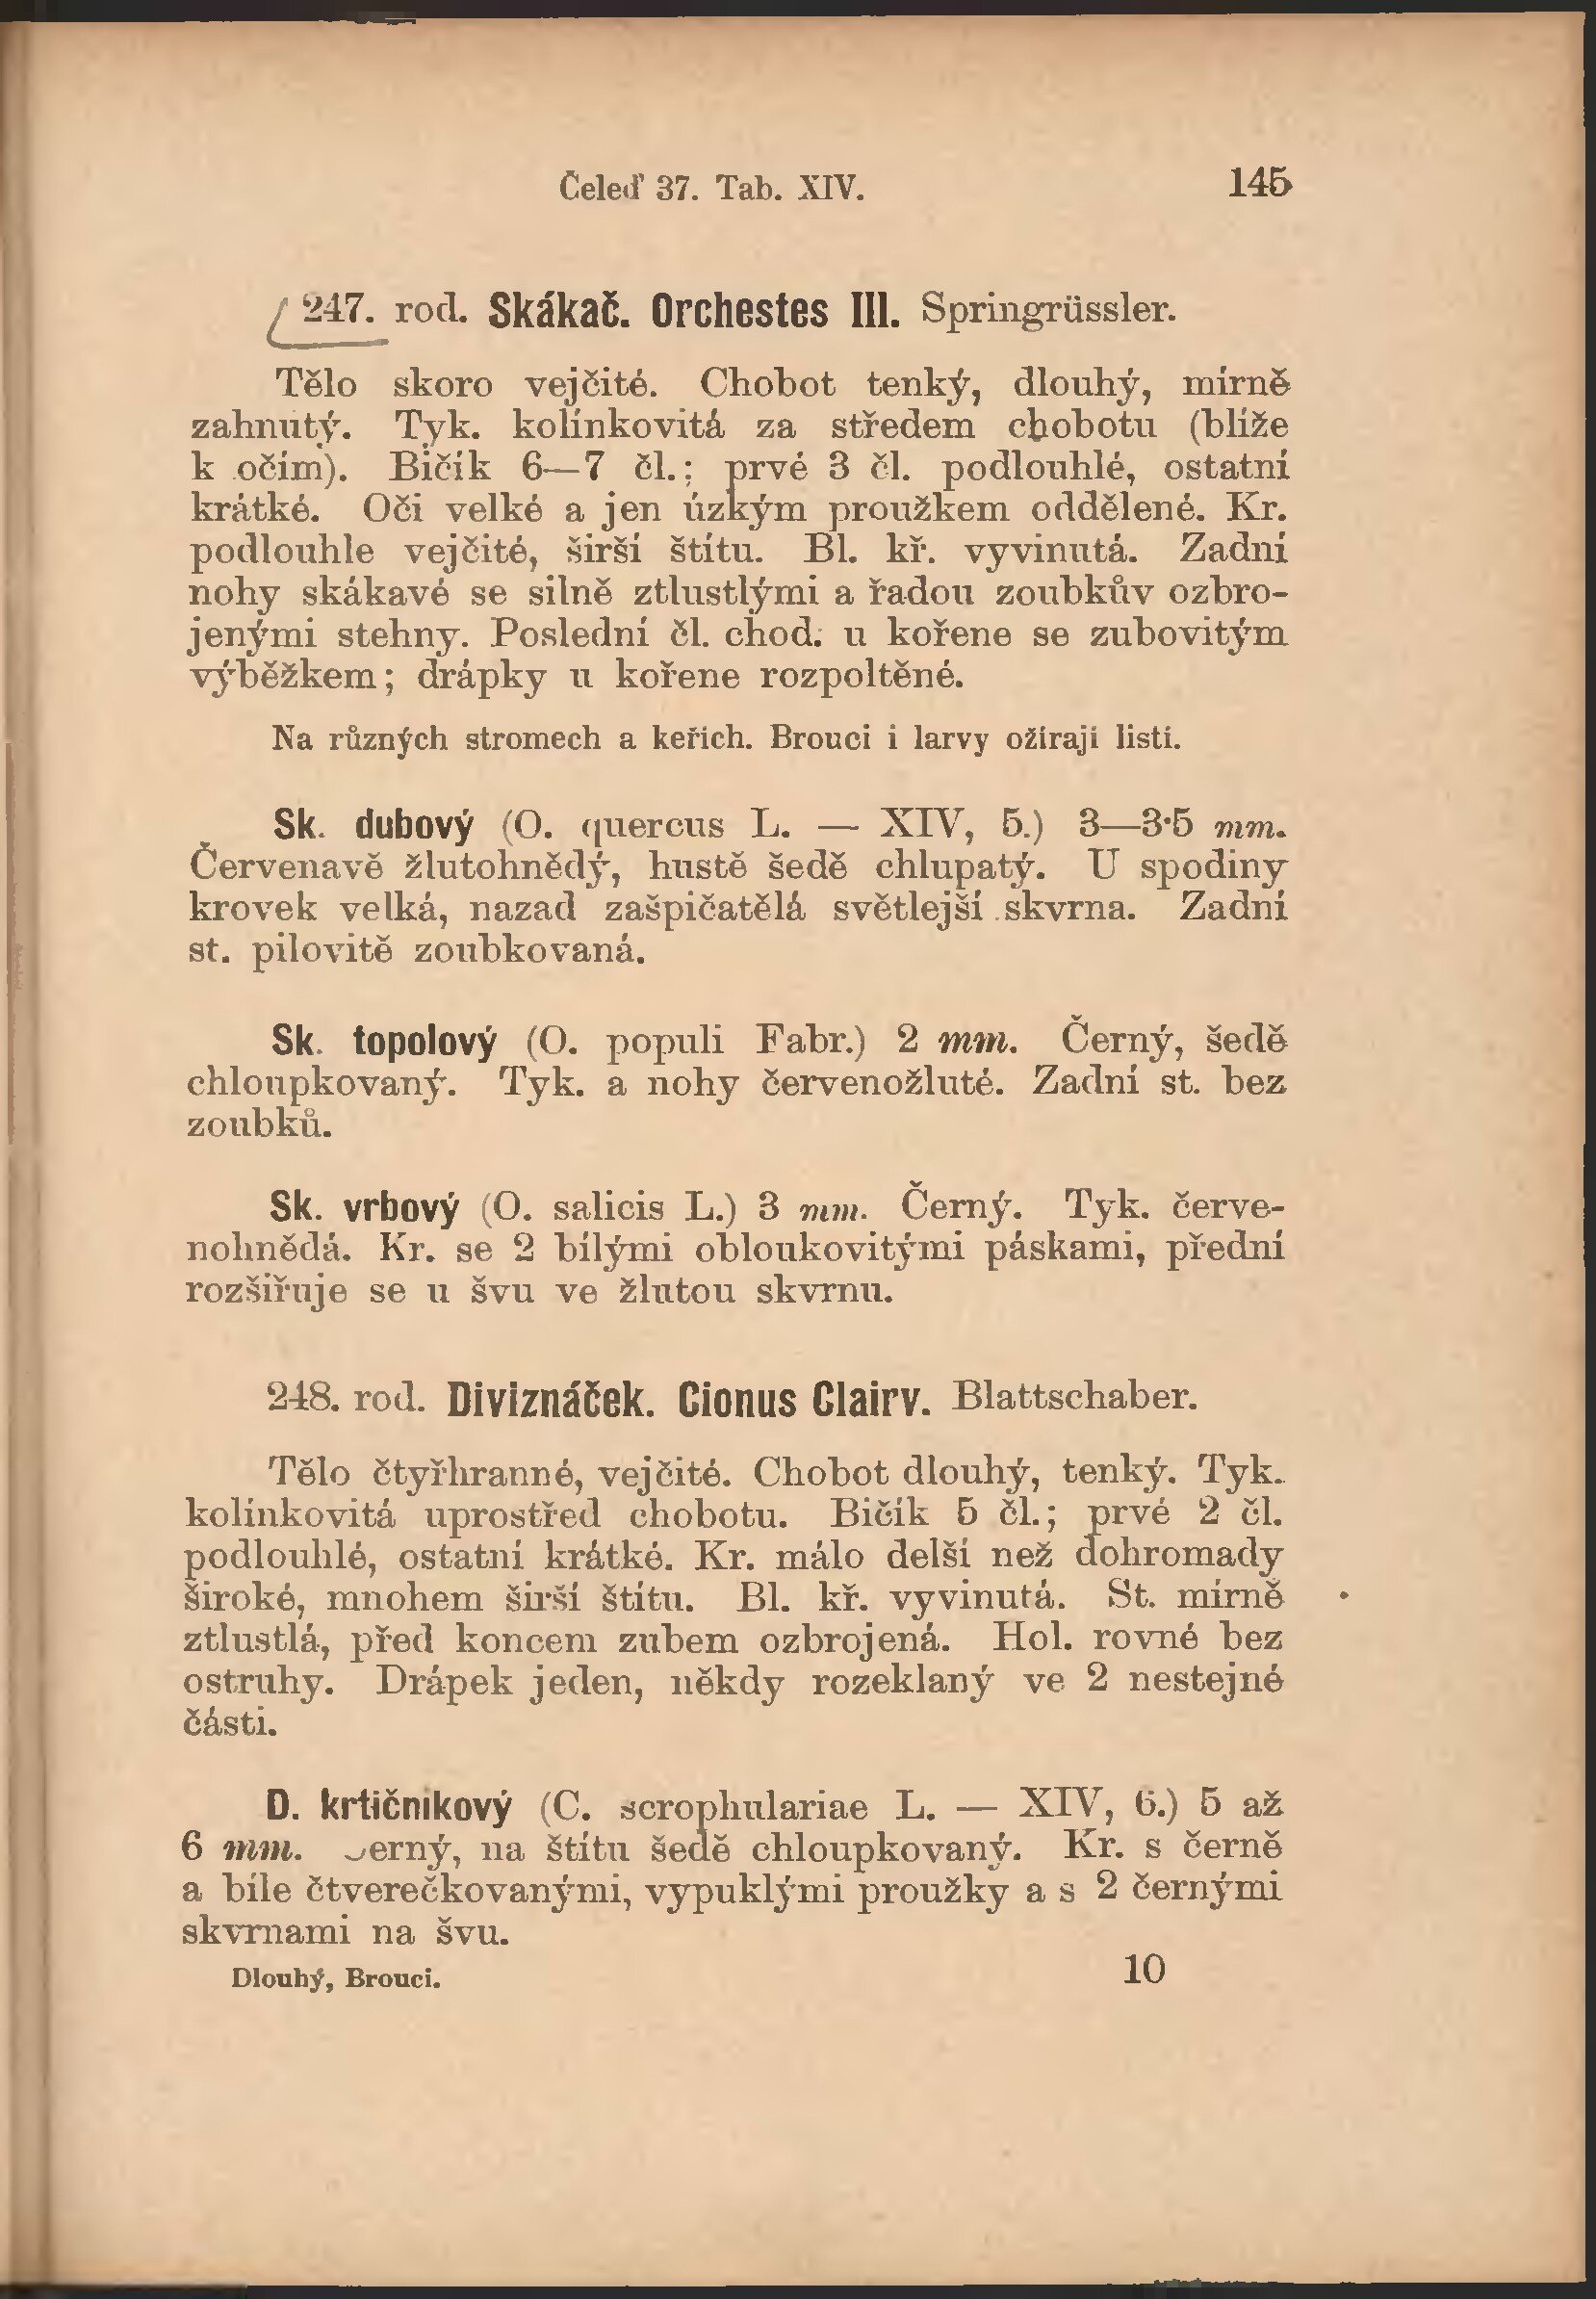 Čeleď 37. Tab. XIV. 145
247. rod. Skákač. Orchestes Ill. Springrüssler.
Tělo skoro vejčité. Chobot tenký, dlouhý, mírně
zahnutý. Tyk. kolínkovitá za středem chobotu (blíže
k očím). Bičík 6—7 čl.; prvé 3 čl. podlouhlé, ostatní
krátké. Oči velké a jen úzkým proužkem oddělené. Kr.
podlouhle vejčité, širší štítu. Bl. kř. vyvinutá. Zadní
nohy skákavé se silně ztlustlými a řadou zoubkův ozbro-
jenými stehny. Poslední čl. chod. u kořene se zubovitým
výběžkem; drápky u kořene rozpoltěné.
Na různých stromech a keřích. Brouci i larvy ožírají listí.
Sk. dubový (O. quercus L. — XIV, 5.) 3—3·5 mm.
Červenavě žlutohnědý, hustě šedě chlupatý. U spodiny
krovek velká, nazad zašpičatělá světlejší skvrna. Zadní
st. pilovitě zoubkovaná.
Sk. topolový (O. populi Fabr.) 2 mm. Černý, šedě
chloupkovaný. Tyk. a nohy červenožluté. Zadní st. bez
zoubků.
Sk. vrbový (O. salicis L.) 3 mm. Černý. Tyk. červe-
nohnědá. Kr. se 2 bílými obloukovitými páskami, přední
rozšiřuje se u švu ve žlutou skvrnu.
248. rod. Diviznáček. Cionus Clairv. Blattschaber.
Tělo čtyřhranné, vejčité. Chobot dlouhý, tenký. Tyk.
kolínkovitá uprostřed chobotu. Bičík 5 čl.; prvé 2 čl.
podlouhlé, ostatní krátké. Kr. málo delší než dohromady
široké, mnohem širší štítu. Bl. kř. vyvinutá. St. mírně
ztlustlá, před koncem zubem ozbrojená. Hol. rovné bez
ostruhy. Drápek jeden, někdy rozeklaný ve 2 nestejné
části.
D. krtičníkový (C. scrophulariae L. — XIV, 6.) 5 až
6 mm. Černý, na štítu šedě chloupkovaný. Kr. s černě
a bíle čtverečkovanými, vypuklými proužky a s 2 černými
skvrnami na švu.
Dlouhý, Brouci. 10